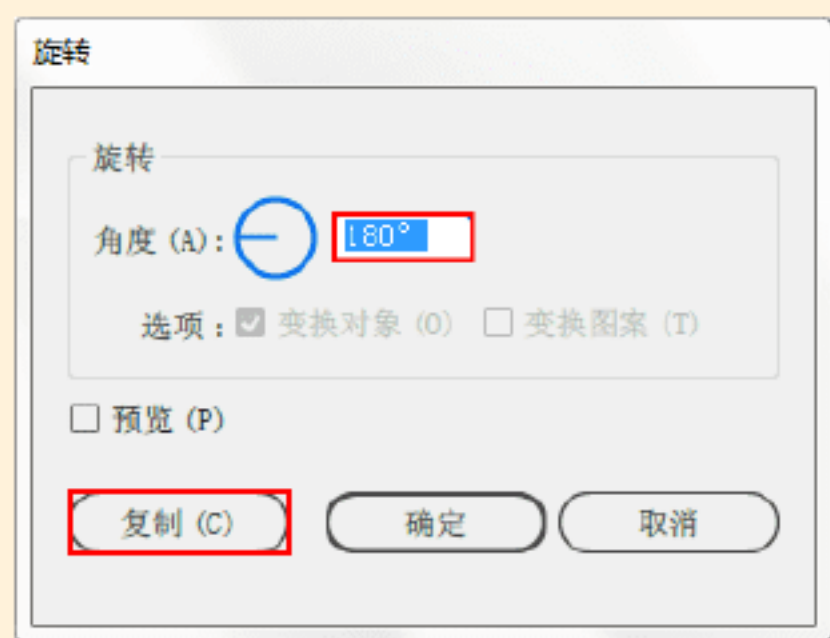 旋转
旋转
角度 (A): 180°
选项: 变换对象 (O) 变换图案 (T)
预览 (P)
复制 (C) 确定 取消